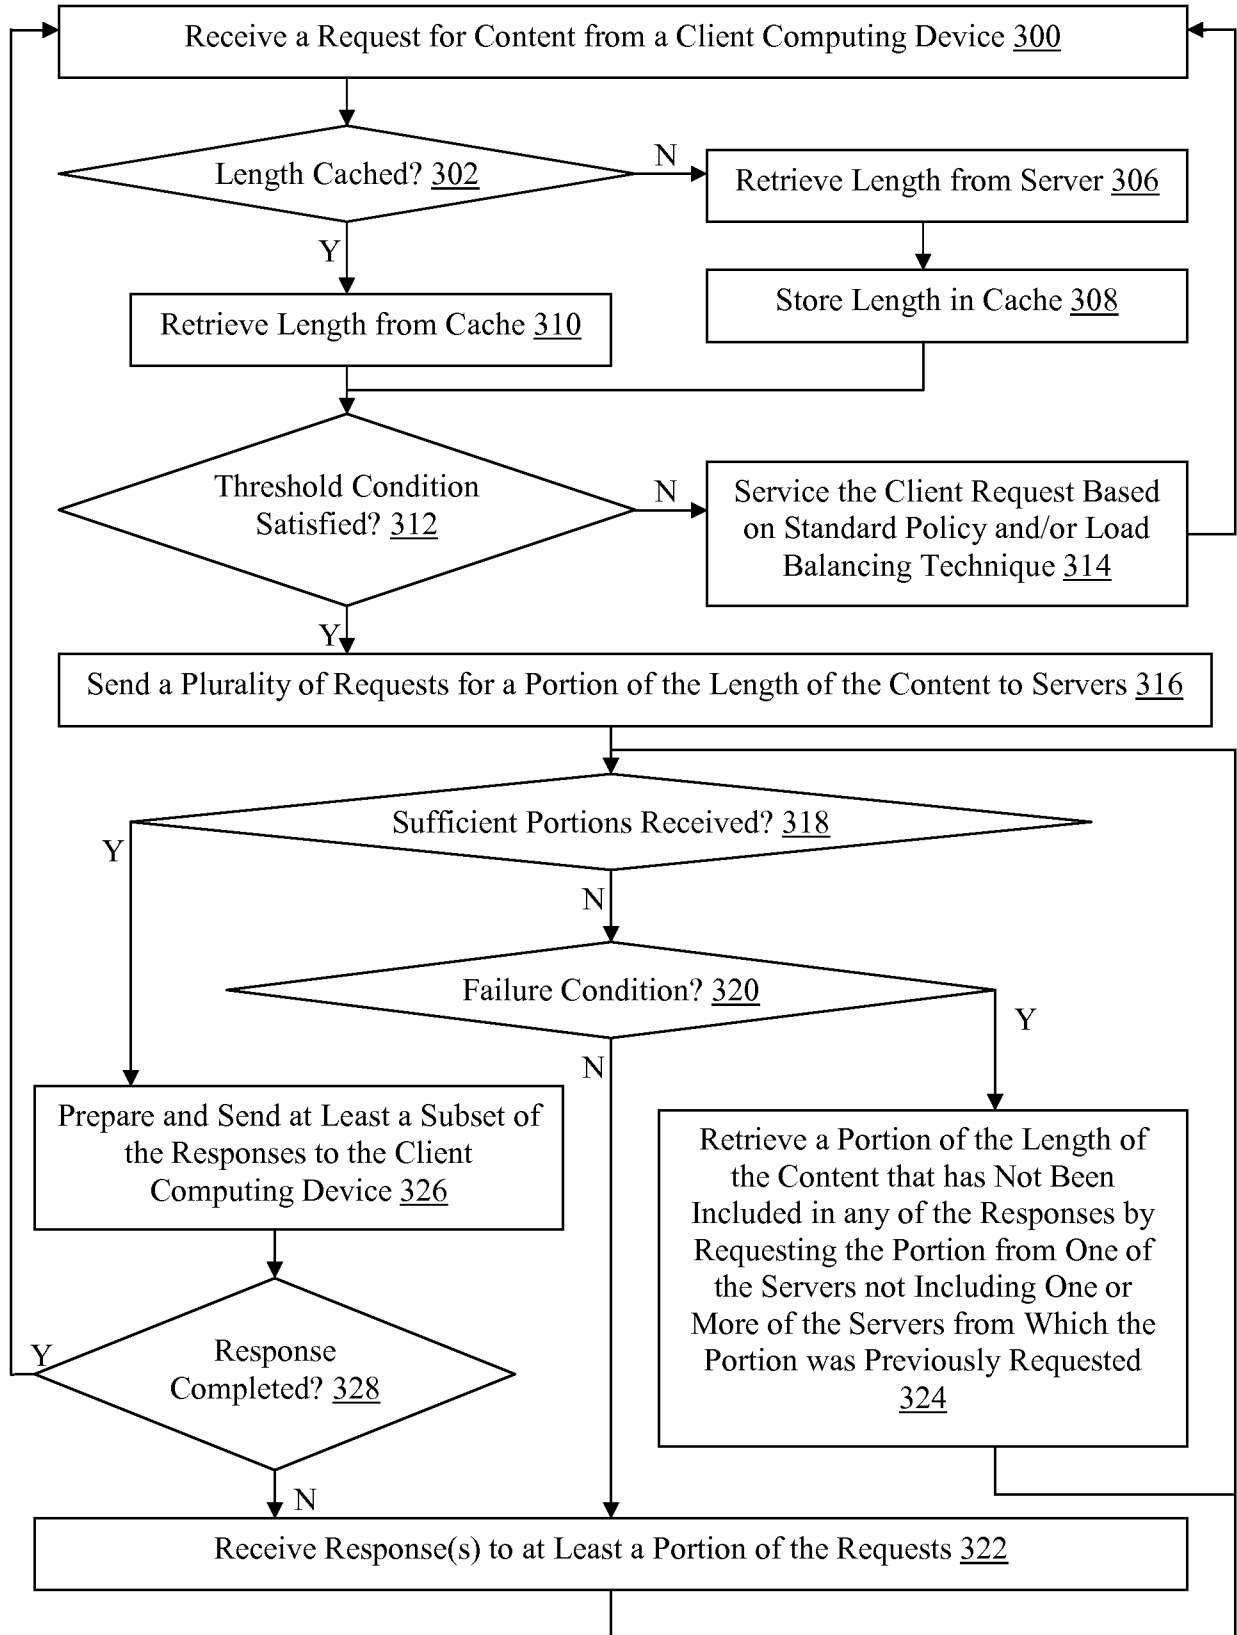 Receive a Request for Content from a Client Computing Device 300
Length Cached? 302
N
Retrieve Length from Server 306
Y
Store Length in Cache 308
Retrieve Length from Cache 310
Threshold Condition
Satisfied? 312
N
Service the Client Request Based
on Standard Policy and/or Load
Balancing Technique 314
Y
Send a Plurality of Requests for a Portion of the Length of the Content to Servers 316
Sufficient Portions Received? 318
Y
N
Failure Condition? 320
Y
N
Prepare and Send at Least a Subset of
the Responses to the Client
Computing Device 326
Retrieve a Portion of the Length of
the Content that has Not Been
Included in any of the Responses by
Requesting the Portion from One of
the Servers not Including One or
More of the Servers from Which the
Portion was Previously Requested
324
Y
Response
Completed? 328
N
Receive Response(s) to at Least a Portion of the Requests 322